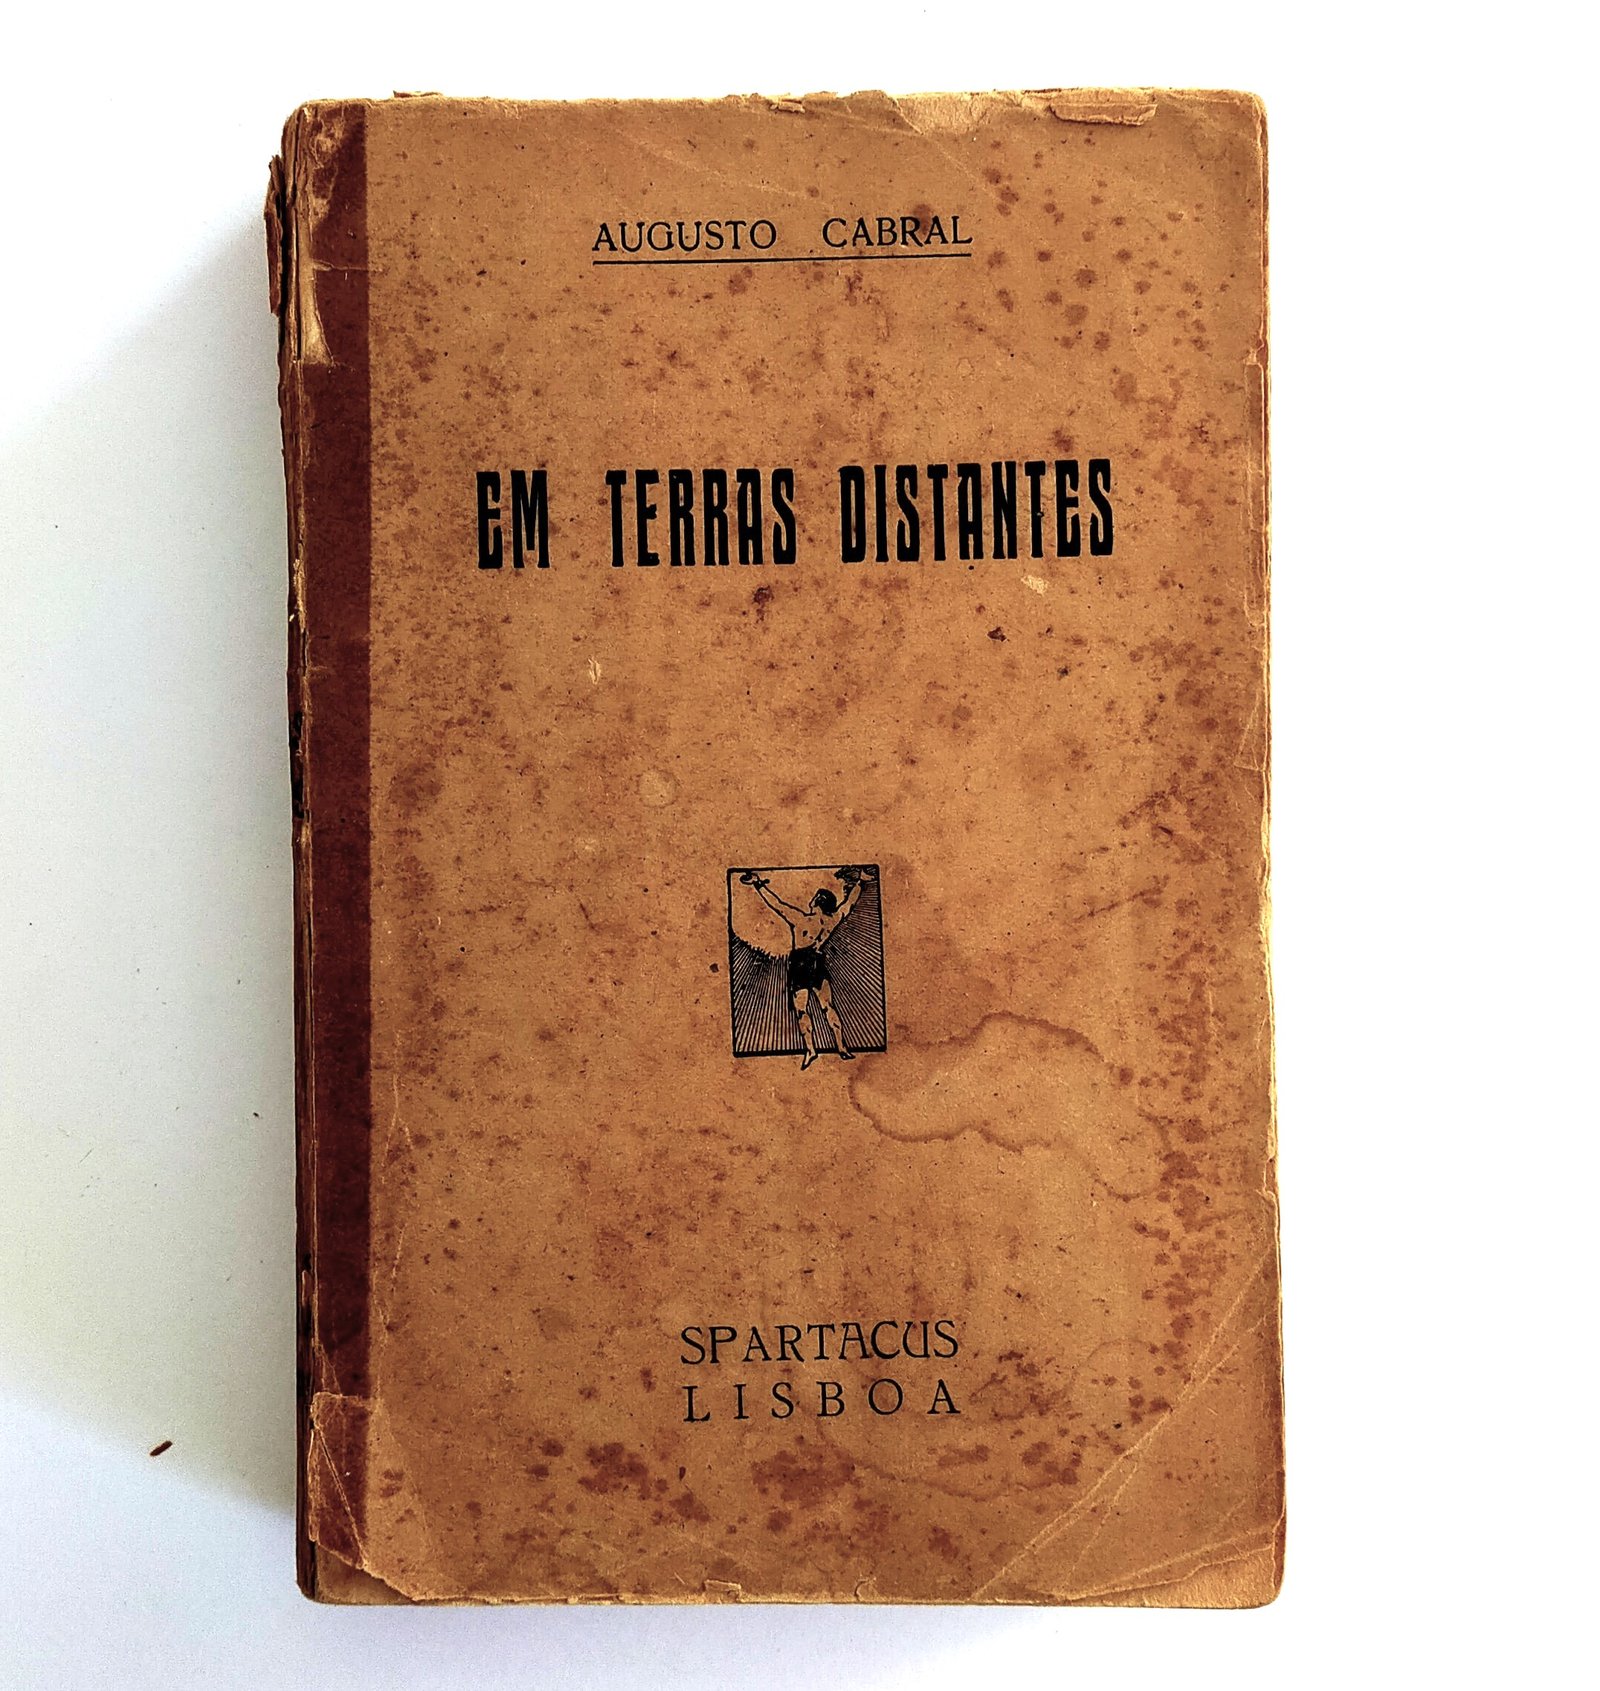 AUGUSTO CABRAL
EM TERRAS DISTANTES
SPARTACUS
LISBOA